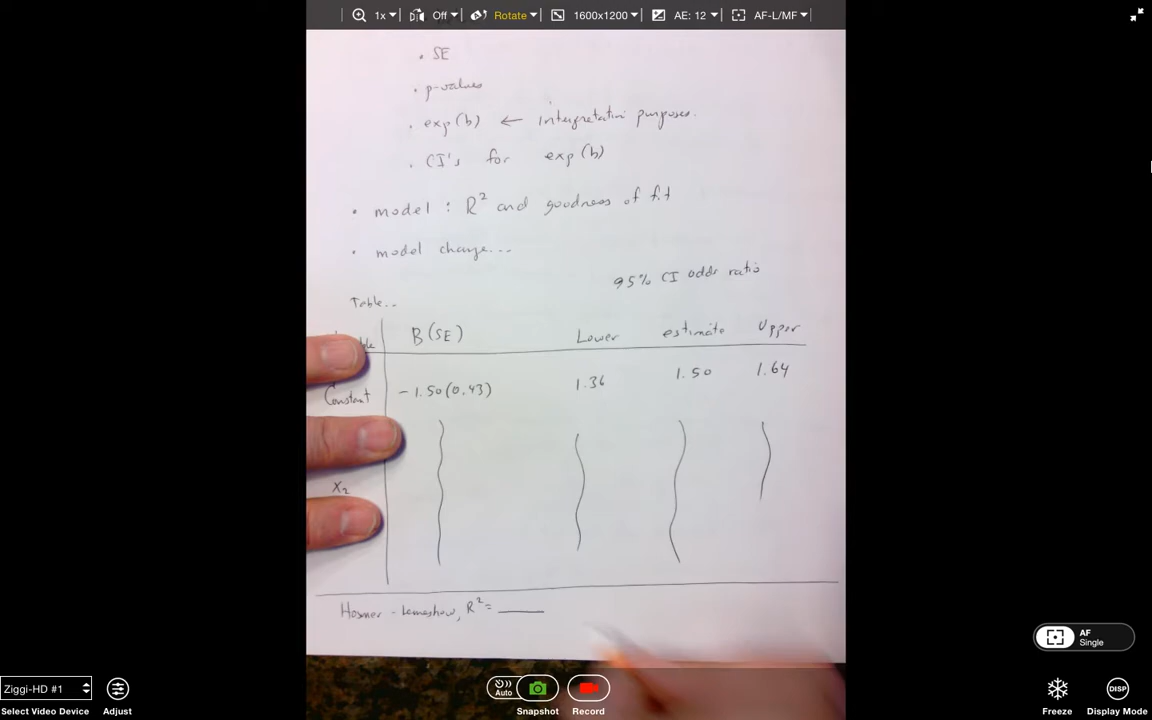 1x Off Rotate 1600x1200 AE: 12 AF-L/MF
• SE
• p-values
• exp(b) ← interpretation purposes.
• CI's for exp(b)
• model : R² and goodness of fit
• model change...
95% CI odds ratio
Table...
B(SE) Lower estimate Upper
Constant -1.50(0.43) 1.36 1.50 1.64
X₂
Hosmer-Lemeshow, R² = ____
AF
Single
Ziggi-HD #1
Select Video Device
Adjust
Auto
Snapshot
Record
Freeze
DISP
Display Mode